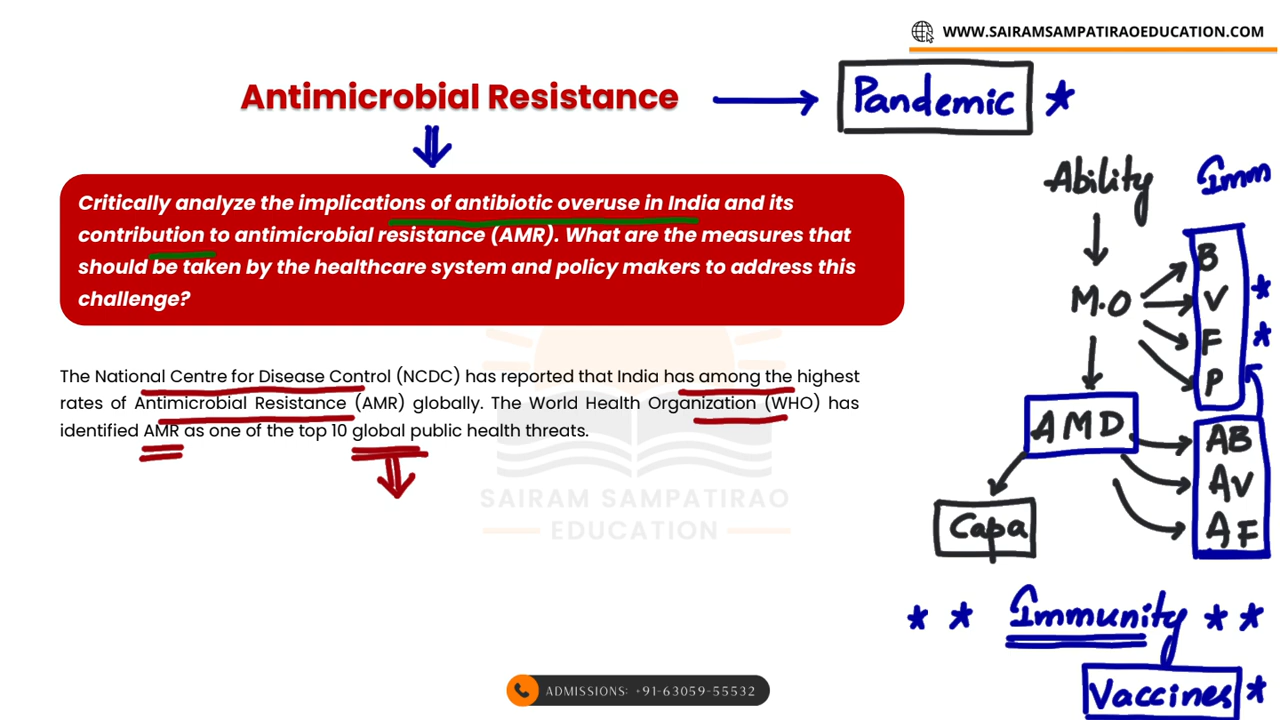 WWW.SAIRAMSAMPATIRAOEDUCATION.COM
Antimicrobial Resistance
Pandemic
Critically analyze the implications of antibiotic overuse in India and its
contribution to antimicrobial resistance (AMR). What are the measures that
should be taken by the healthcare system and policy makers to address this
challenge?
The National Centre for Disease Control (NCDC) has reported that India has among the highest
rates of Antimicrobial Resistance (AMR) globally. The World Health Organization (WHO) has
identified AMR as one of the top 10 global public health threats.
Ability
Imm
M.O
B
V
F
P
AMD
AB
AV
AF
Capa
Immunity
Vaccines
SAIRAM SAMPATIRAO
EDUCATION
ADMISSIONS: +91-63059-55532